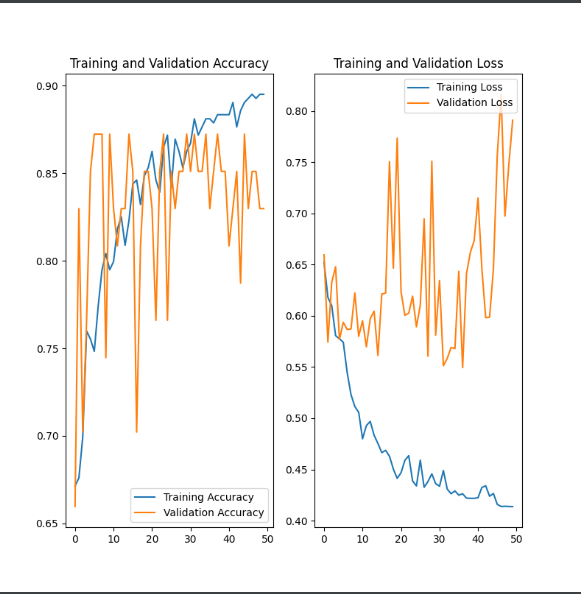 Training and Validation Accuracy
0.90
0.85
0.80
0.75
0.70
0.65
0 10 20 30 40 50
Training Accuracy
Validation Accuracy
Training and Validation Loss
0.80
0.75
0.70
0.65
0.60
0.55
0.50
0.45
0.40
0 10 20 30 40 50
Training Loss
Validation Loss